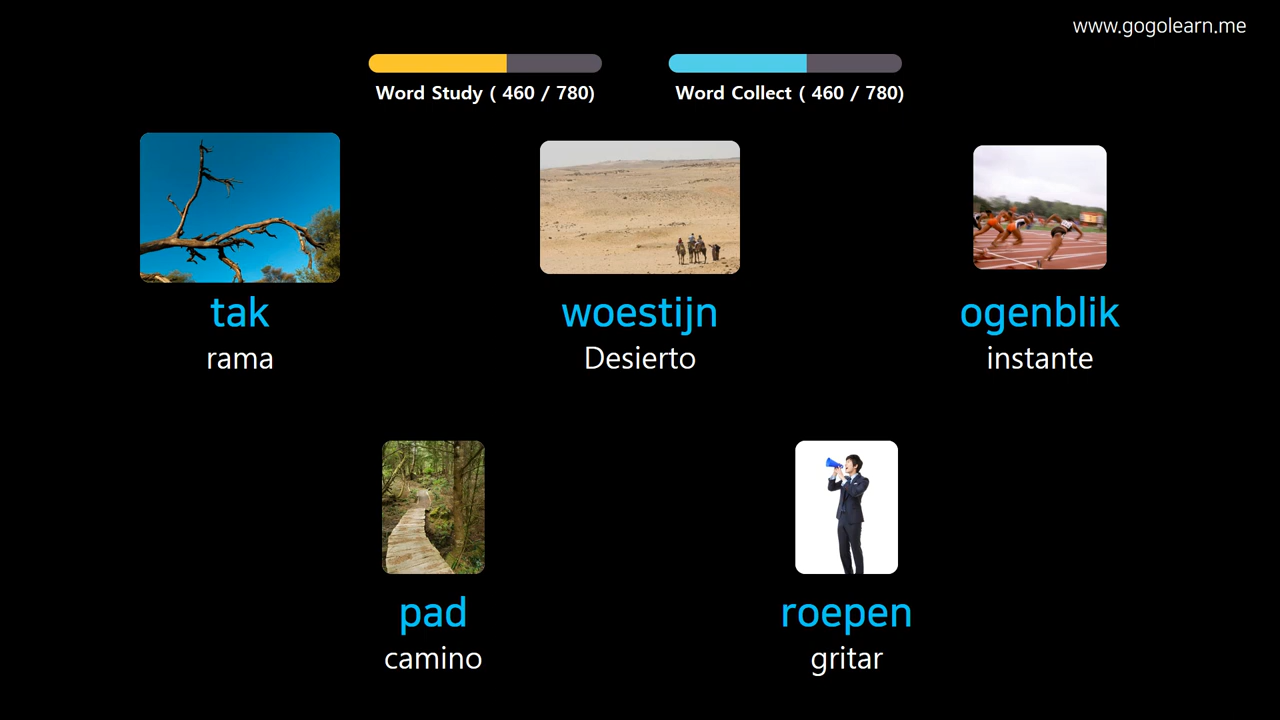 www.gogolearn.me
Word Study ( 460 / 780)
Word Collect ( 460 / 780)
tak
rama
woestijn
Desierto
ogenblik
instante
pad
camino
roepen
gritar